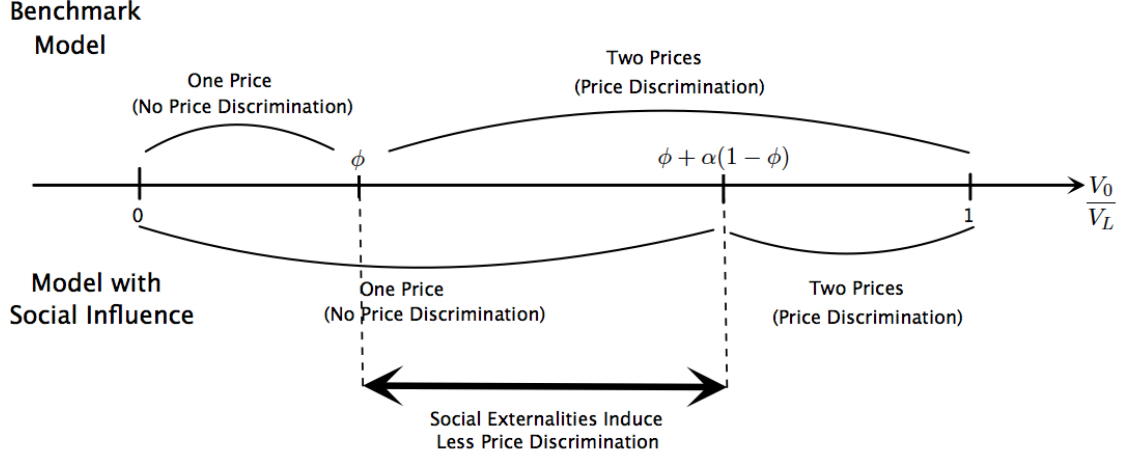 Benchmark
Model
One Price
(No Price Discrimination)
Two Prices
(Price Discrimination)
ϕ
ϕ + α(1 − ϕ)
0
1
V₀
V_L
Model with
Social Influence
One Price
(No Price Discrimination)
Two Prices
(Price Discrimination)
Social Externalities Induce
Less Price Discrimination